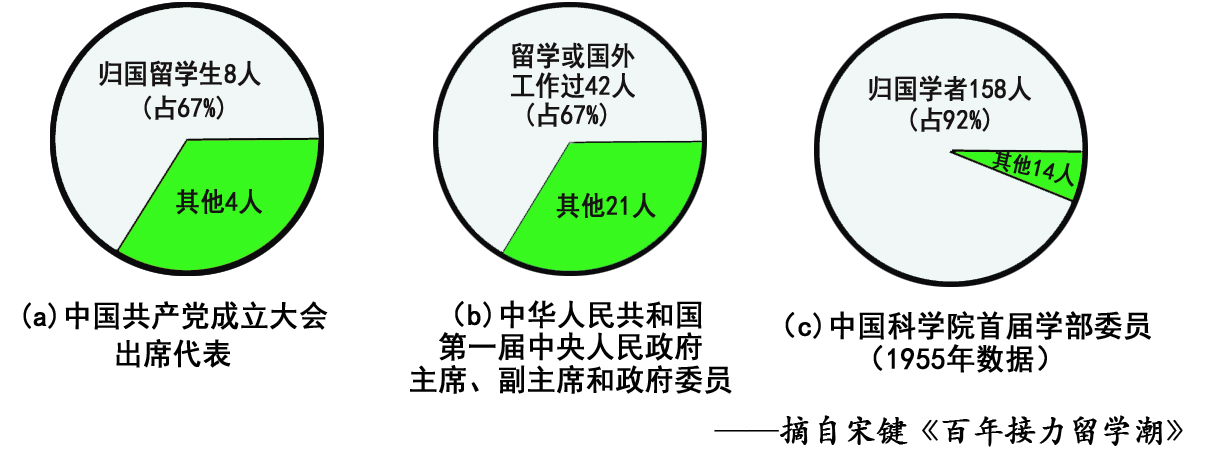 归国留学生8人
(占67%)
其他4人
(a)中国共产党成立大会
出席代表
留学或国外
工作过42人
(占67%)
其他21人
(b)中华人民共和国
第一届中央人民政府
主席、副主席和政府委员
归国学者158人
(占92%)
其他14人
(c)中国科学院首届学部委员
(1955年数据)
——摘自宋键《百年接力留学潮》